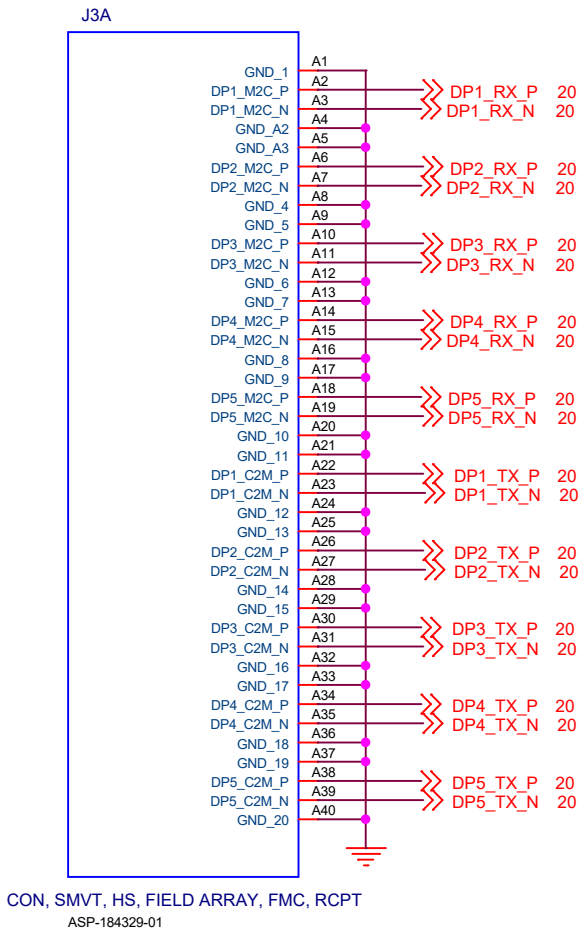 J3A
GND_1 A1
DP1_M2C_P A2 DP1_RX_P 20
DP1_M2C_N A3 DP1_RX_N 20
GND_A2 A4
GND_A3 A5
DP2_M2C_P A6 DP2_RX_P 20
DP2_M2C_N A7 DP2_RX_N 20
GND_4 A8
GND_5 A9
DP3_M2C_P A10 DP3_RX_P 20
DP3_M2C_N A11 DP3_RX_N 20
GND_6 A12
GND_7 A13
DP4_M2C_P A14 DP4_RX_P 20
DP4_M2C_N A15 DP4_RX_N 20
GND_8 A16
GND_9 A17
DP5_M2C_P A18 DP5_RX_P 20
DP5_M2C_N A19 DP5_RX_N 20
GND_10 A20
GND_11 A21
DP1_C2M_P A22 DP1_TX_P 20
DP1_C2M_N A23 DP1_TX_N 20
GND_12 A24
GND_13 A25
DP2_C2M_P A26 DP2_TX_P 20
DP2_C2M_N A27 DP2_TX_N 20
GND_14 A28
GND_15 A29
DP3_C2M_P A30 DP3_TX_P 20
DP3_C2M_N A31 DP3_TX_N 20
GND_16 A32
GND_17 A33
DP4_C2M_P A34 DP4_TX_P 20
DP4_C2M_N A35 DP4_TX_N 20
GND_18 A36
GND_19 A37
DP5_C2M_P A38 DP5_TX_P 20
DP5_C2M_N A39 DP5_TX_N 20
GND_20 A40
CON, SMVT, HS, FIELD ARRAY, FMC, RCPT
ASP-184329-01